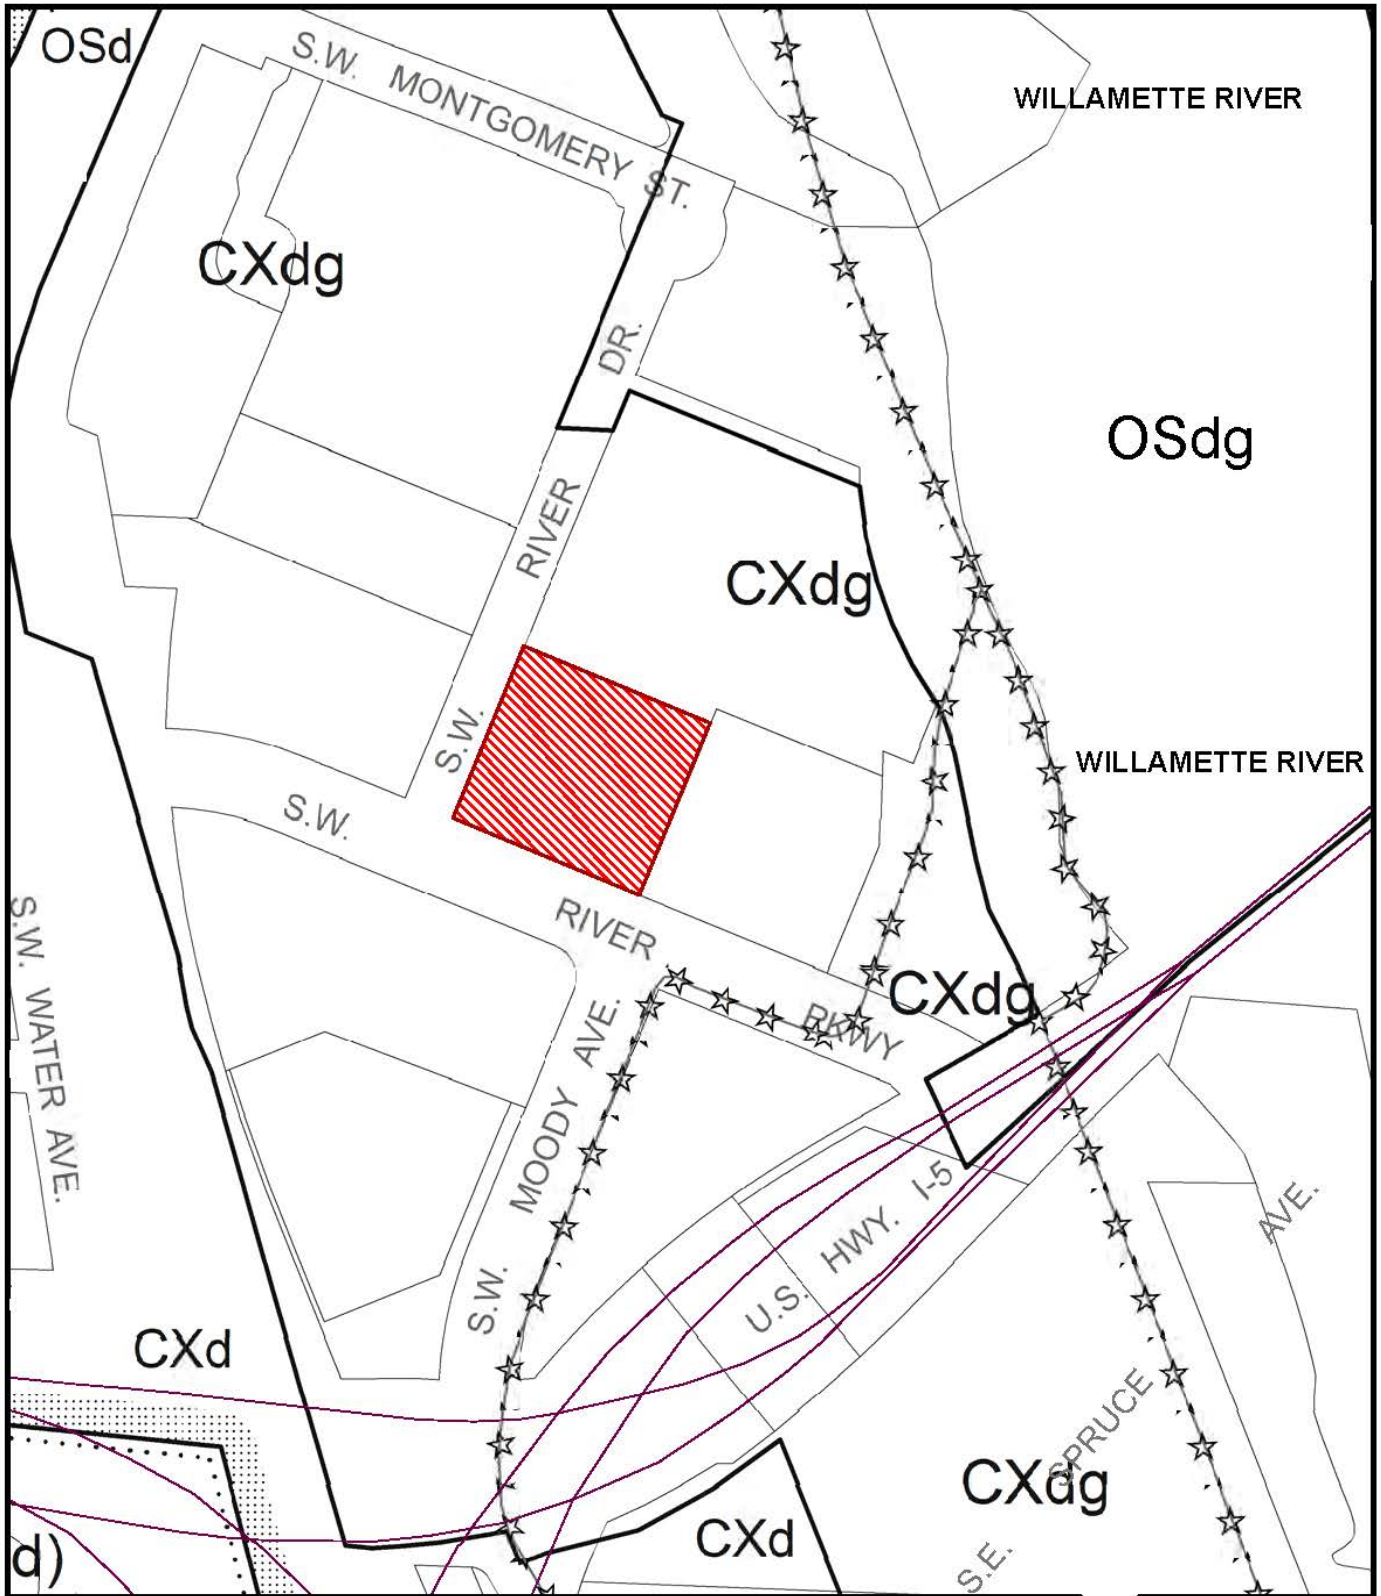 OSd
S.W. MONTGOMERY ST.
WILLAMETTE RIVER
CXdg
DR.
OSdg
RIVER
CXdg
S.W.
WILLAMETTE RIVER
S.W.
RIVER
PKWY
CXdg
S.W. WATER AVE.
S.W. MOODY AVE.
U.S. HWY. I-5
AVE.
CXd
SPRUCE
CXdg
CXd
S.E.
d)